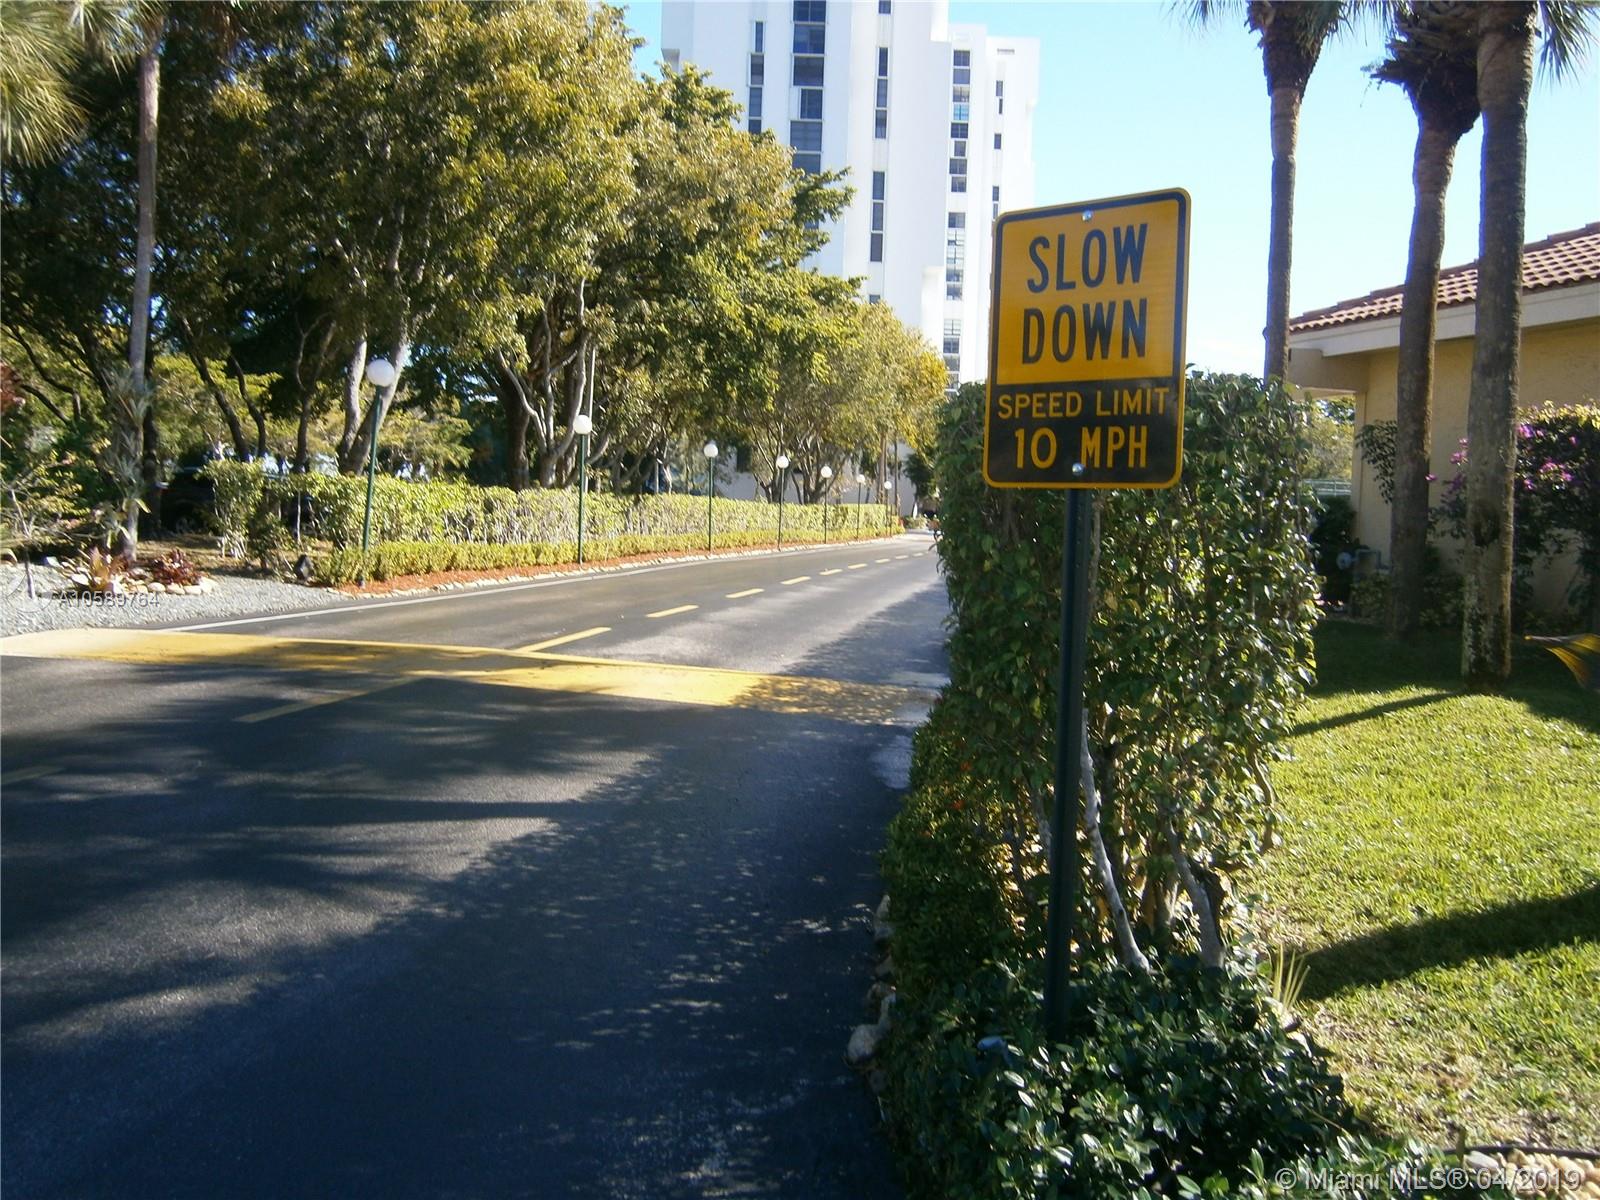 SLOW
DOWN
SPEED LIMIT
10 MPH
A10589764
© Miami MLS® 04/2019